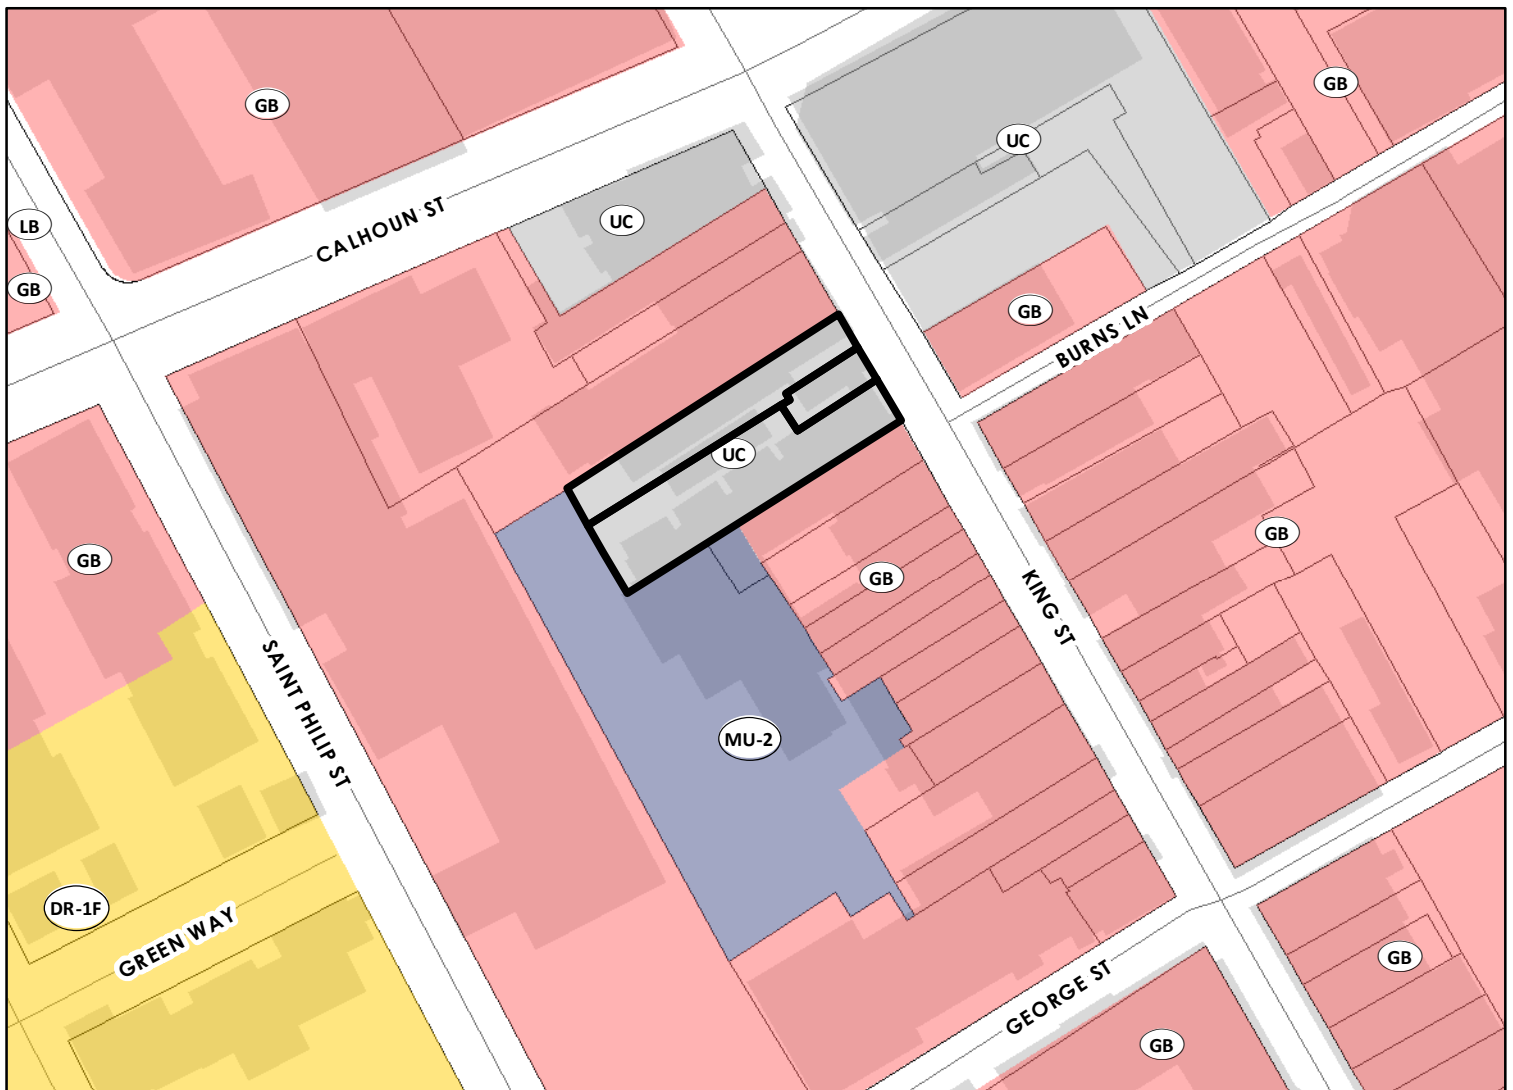 GB
GB
UC
UC
LB
CALHOUN ST
GB
GB
BURNS LN
UC
GB
GB
GB
KING ST
SAINT PHILIP ST
MU-2
DR-1F
GREEN WAY
GB
GEORGE ST
GB